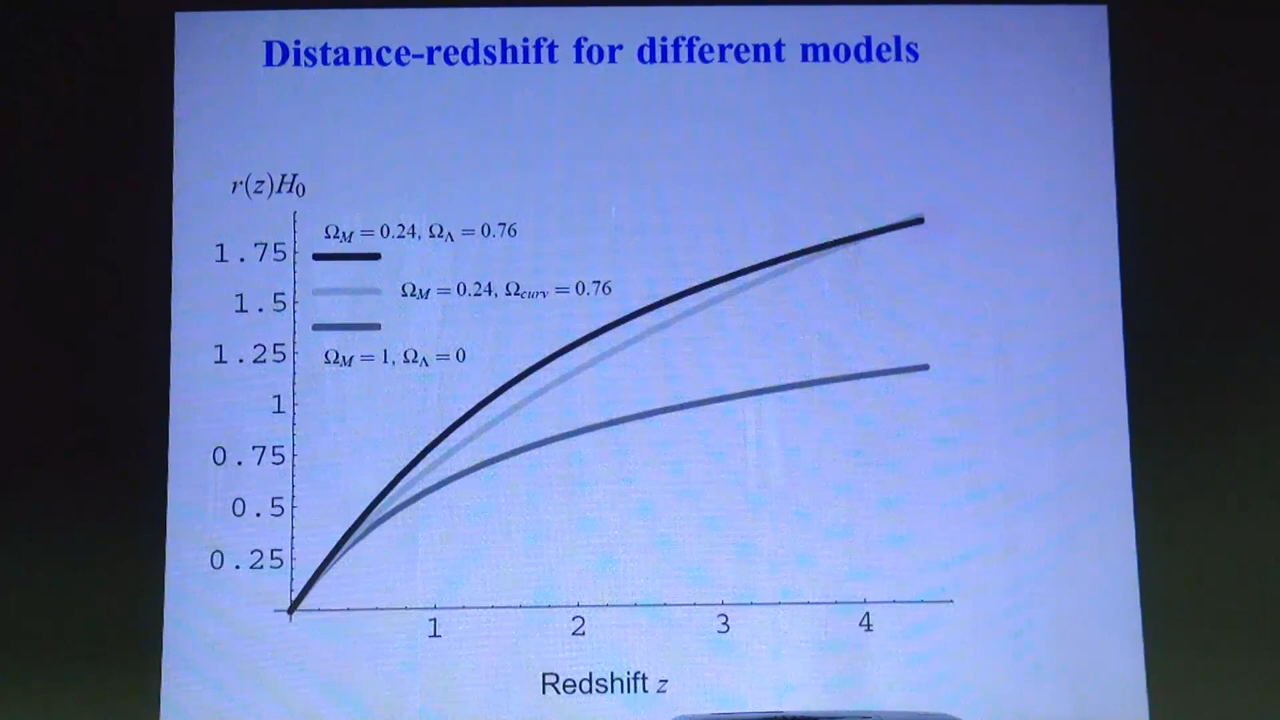 Distance-redshift for different models
r(z)H₀
Ω_M = 0.24, Ω_Λ = 0.76
Ω_M = 0.24, Ω_curv = 0.76
Ω_M = 1, Ω_Λ = 0
1.75
1.5
1.25
1
0.75
0.5
0.25
1 2 3 4
Redshift z